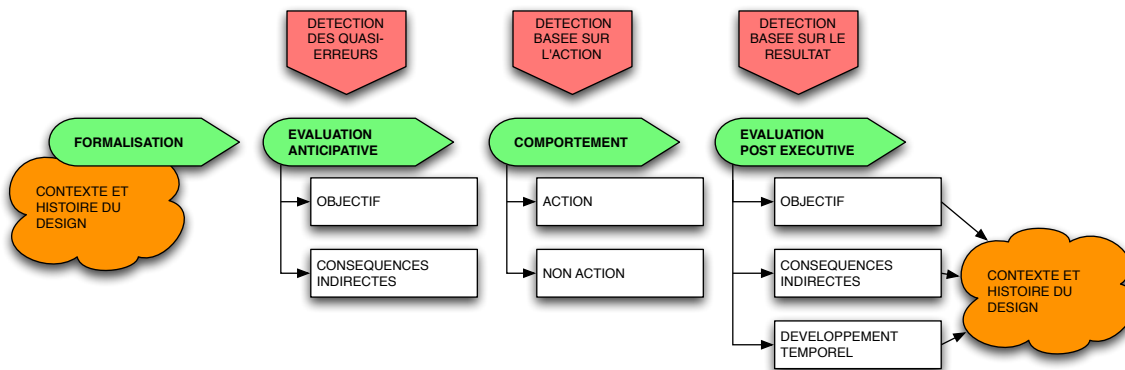 DETECTION
DES QUASI-
ERREURS
DETECTION
BASEE SUR
L'ACTION
DETECTION
BASEE SUR LE
RESULTAT
FORMALISATION
EVALUATION
ANTICIPATIVE
COMPORTEMENT
EVALUATION
POST EXECUTIVE
CONTEXTE ET
HISTOIRE DU
DESIGN
OBJECTIF
CONSEQUENCES
INDIRECTES
ACTION
NON ACTION
OBJECTIF
CONSEQUENCES
INDIRECTES
DEVELOPPEMENT
TEMPOREL
CONTEXTE ET
HISTOIRE DU
DESIGN